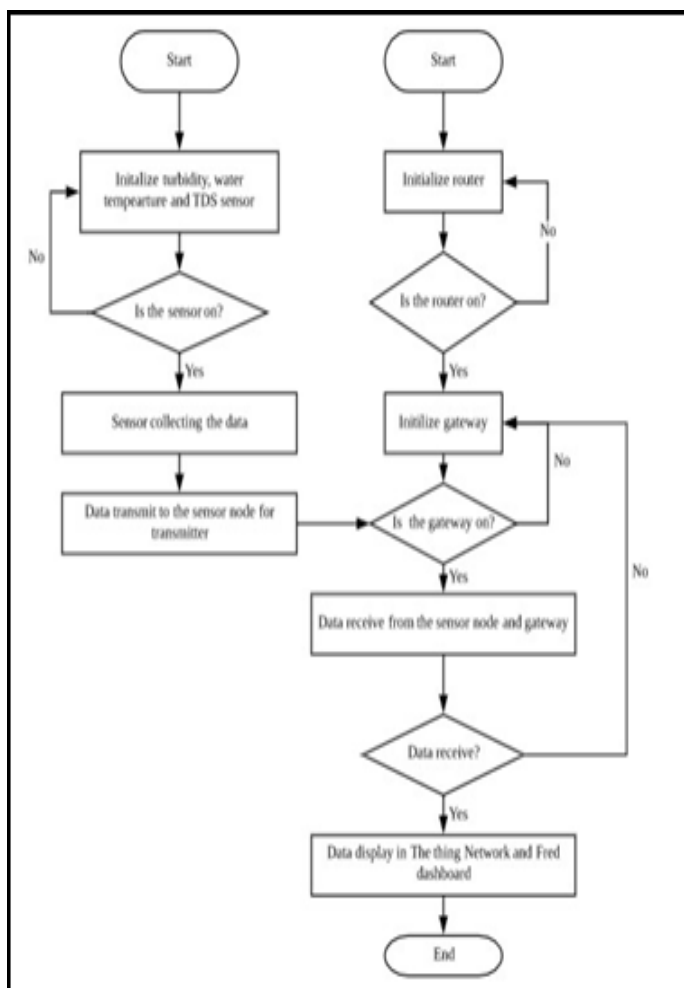 Start
Initalize turbidity, water
tempearture and TDS sensor
No
Is the sensor on?
Yes
Sensor collecting the data
Data transmit to the sensor node for
transmitter
Start
Initialize router
No
Is the router on?
Yes
Initilize gateway
No
Is the gateway on?
Yes
No
Data receive from the sensor node and gateway
Data receive?
Yes
Data display in The thing Network and Fred
dashboard
End